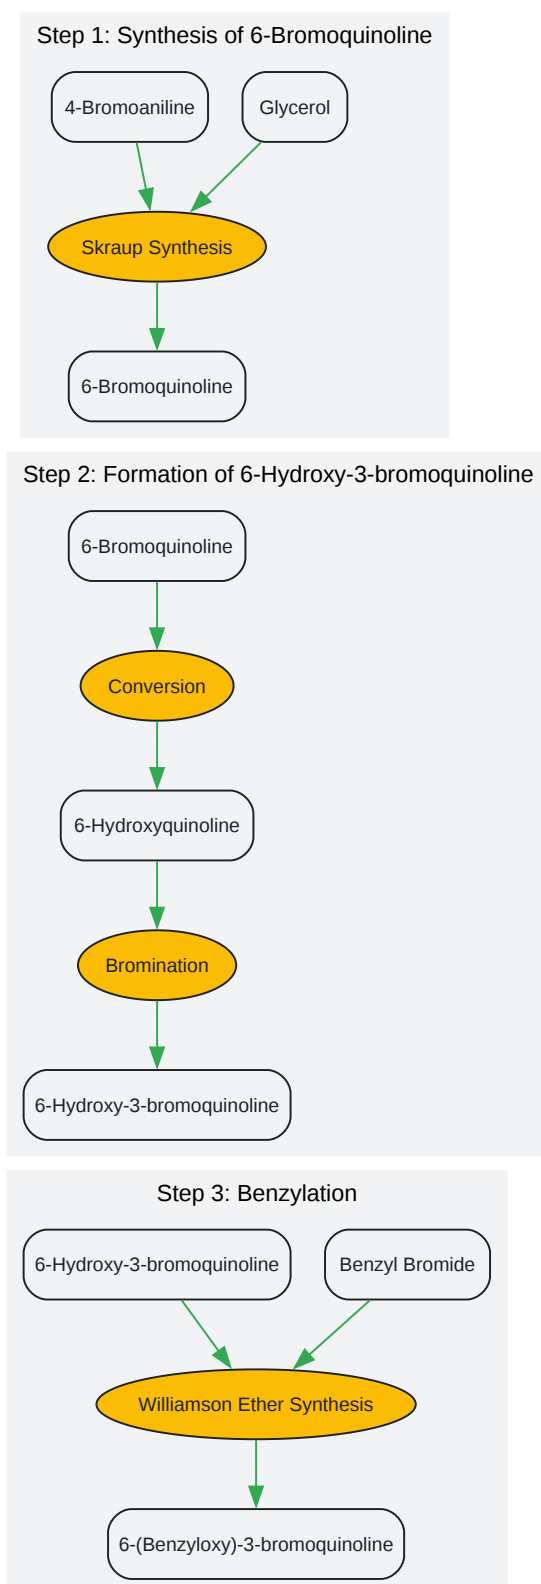 Step 1: Synthesis of 6-Bromoquinoline
4-Bromoaniline
Glycerol
Skraup Synthesis
6-Bromoquinoline
Step 2: Formation of 6-Hydroxy-3-bromoquinoline
6-Bromoquinoline
Conversion
6-Hydroxyquinoline
Bromination
6-Hydroxy-3-bromoquinoline
Step 3: Benzylation
6-Hydroxy-3-bromoquinoline
Benzyl Bromide
Williamson Ether Synthesis
6-(Benzyloxy)-3-bromoquinoline